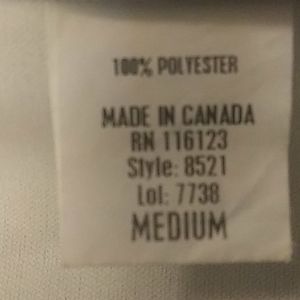 100% POLYESTER
MADE IN CANADA
RN 116123
Style: 8521
Lot: 7738
MEDIUM